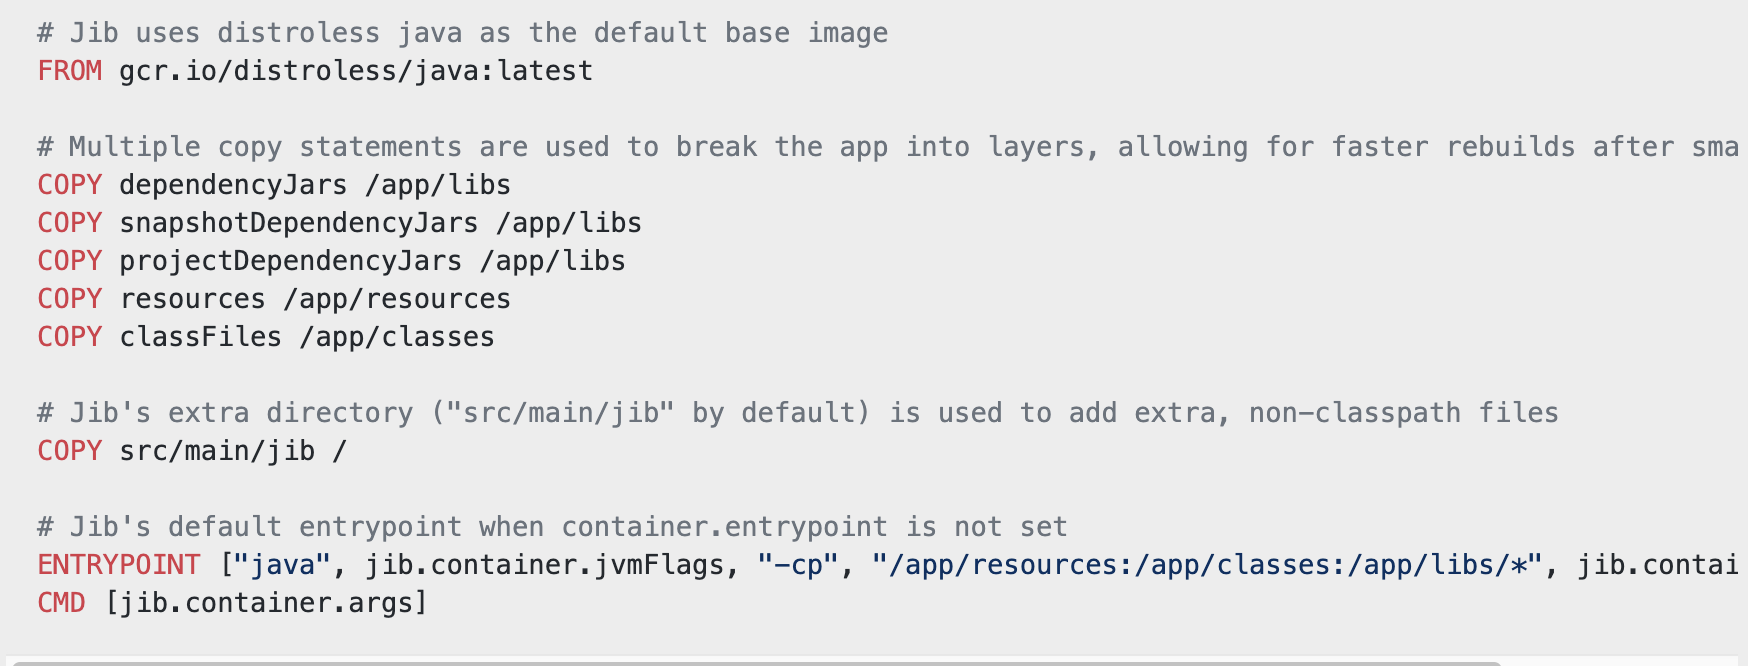 # Jib uses distroless java as the default base image
FROM gcr.io/distroless/java:latest
# Multiple copy statements are used to break the app into layers, allowing for faster rebuilds after sma
COPY dependencyJars /app/libs
COPY snapshotDependencyJars /app/libs
COPY projectDependencyJars /app/libs
COPY resources /app/resources
COPY classFiles /app/classes
# Jib's extra directory ("src/main/jib" by default) is used to add extra, non-classpath files
COPY src/main/jib /
# Jib's default entrypoint when container.entrypoint is not set
ENTRYPOINT ["java", jib.container.jvmFlags, "-cp", "/app/resources:/app/classes:/app/libs/*", jib.contai
CMD [jib.container.args]